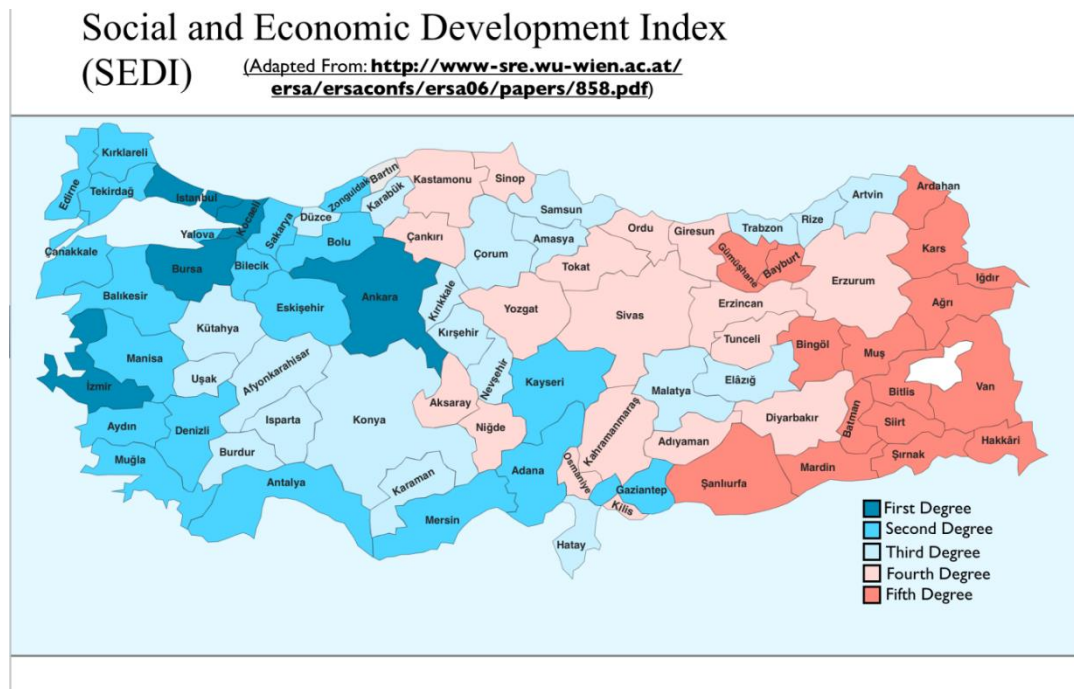 Social and Economic Development Index
(SEDI) (Adapted From: http://www-sre.wu-wien.ac.at/
ersa/ersaconfs/ersa06/papers/858.pdf)
Kırklareli
Edirne
Tekirdağ
İstanbul
Kocaeli
Yalova
Sakarya
Düzce
Zonguldak
Bartın
Karabük
Kastamonu
Sinop
Samsun
Ordu
Giresun
Trabzon
Rize
Artvin
Ardahan
Çanakkale
Bursa
Bilecik
Bolu
Çankırı
Çorum
Amasya
Tokat
Gümüşhane
Bayburt
Erzurum
Kars
Iğdır
Balıkesir
Kütahya
Eskişehir
Ankara
Kırıkkale
Kırşehir
Yozgat
Sivas
Erzincan
Tunceli
Ağrı
Manisa
Uşak
Afyonkarahisar
Nevşehir
Kayseri
Malatya
Elâzığ
Bingöl
Muş
Bitlis
Van
İzmir
Aydın
Denizli
Isparta
Konya
Aksaray
Niğde
Kahramanmaraş
Adıyaman
Diyarbakır
Batman
Siirt
Şırnak
Hakkâri
Muğla
Burdur
Antalya
Karaman
Mersin
Adana
Osmaniye
Gaziantep
Kilis
Şanlıurfa
Mardin
Hatay
First Degree
Second Degree
Third Degree
Fourth Degree
Fifth Degree